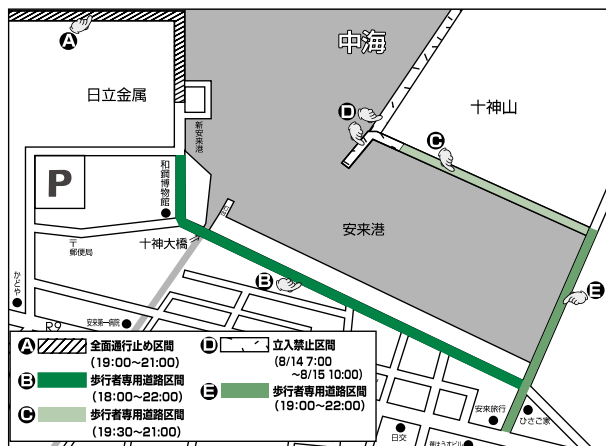 中海
A
日立金属
十神山
D
C
新安来港
P
和鋼博物館
安来港
〒
郵便局
十神大橋
B
E
かどや
安来第一病院
R9
A 全面通行止め区間
(19:00~21:00)
B 歩行者専用道路区間
(18:00~22:00)
C 歩行者専用道路区間
(19:30~21:00)
D 立入禁止区間
(8/14 7:00
~8/15 10:00)
E 歩行者専用道路区間
(19:00~22:00)
安来旅行
ひさご家
日交